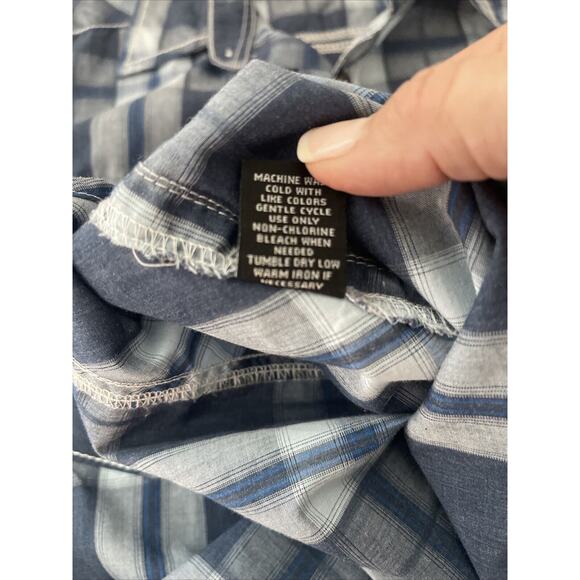 MACHINE
COLD WITH
LIKE COLORS
GENTLE CYCLE
USE ONLY
NON-CHLORINE
BLEACH WHEN
NEEDED
TUMBLE DRY LOW
WARM IRON IF
NECESSARY